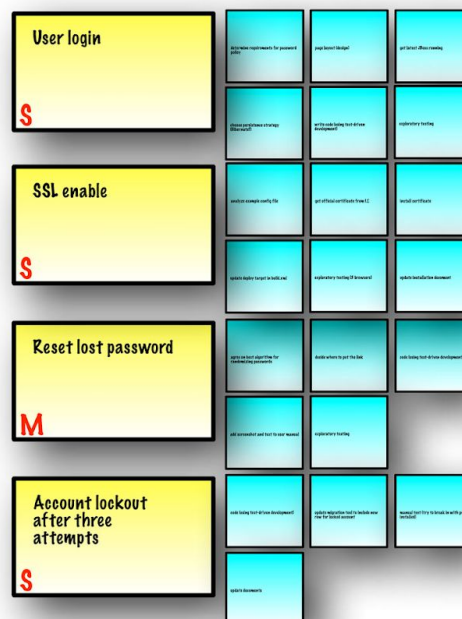 User login
S
determine requirements for password
policy
page layout (design)
get latest JBoss running
choose persistence strategy
(Hibernate?)
write code (using test-driven
development)
exploratory testing
SSL enable
S
analyze example config file
get official certificate from I.T.
install certificate
update deploy target in build.xml
exploratory testing (3 browsers)
update installation document
Reset lost password
M
agree on best algorithm for
randomizing passwords
decide where to put the link
code (using test-driven development)
add screenshot and text to user manual
exploratory testing
Account lockout
after three
attempts
S
code (using test-driven development)
update migration tool to include new
row for locked account
manual test (try to break in with
installed)
update documents